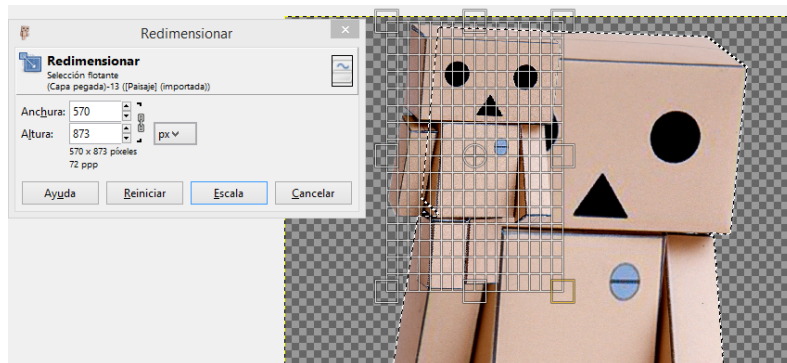 Redimensionar
Redimensionar
Selección flotante
(Capa pegada)-13 ([Paisaje] (importada))
Anchura: 570
Altura: 873 px
570 x 873 píxeles
72 ppp
Ayuda Reiniciar Escala Cancelar